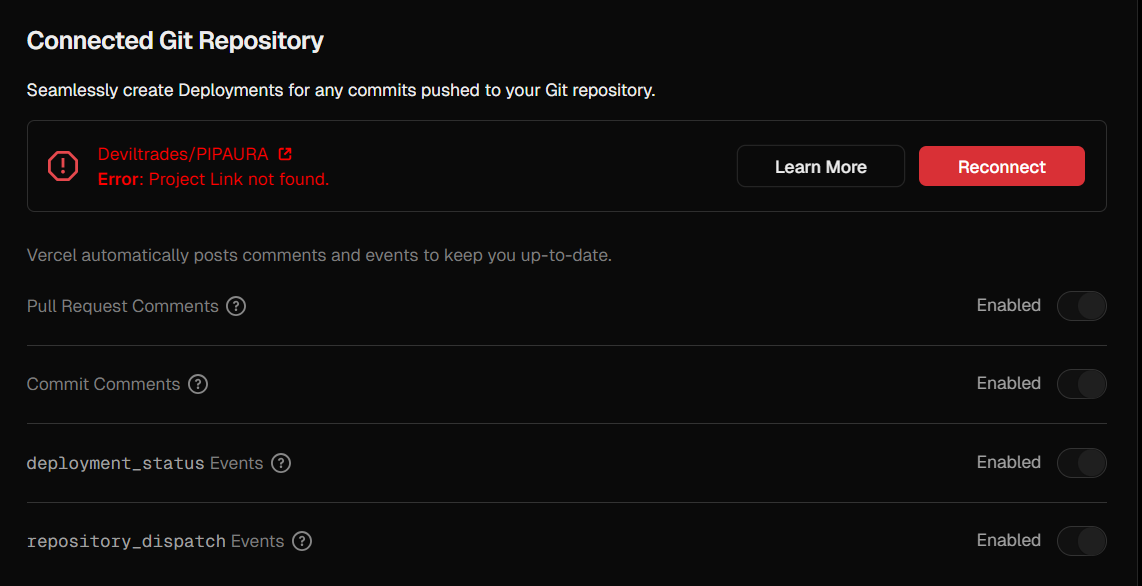 Connected Git Repository
Seamlessly create Deployments for any commits pushed to your Git repository.
Deviltrades/PIPAURA
Error: Project Link not found.
Learn More
Reconnect
Vercel automatically posts comments and events to keep you up-to-date.
Pull Request Comments ? Enabled
Commit Comments ? Enabled
deployment_status Events ? Enabled
repository_dispatch Events ? Enabled